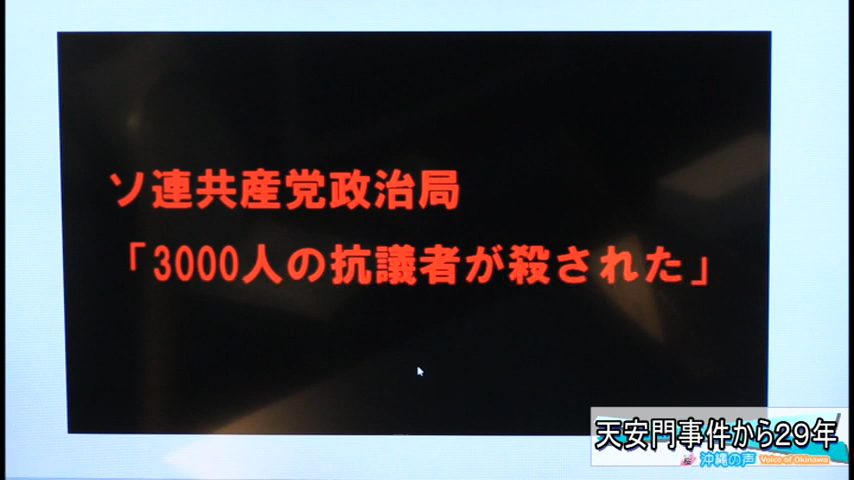 ソ連共産党政治局
「3000人の抗議者が殺された」
天安門事件から29年
沖縄の声 Voice of Okinawa